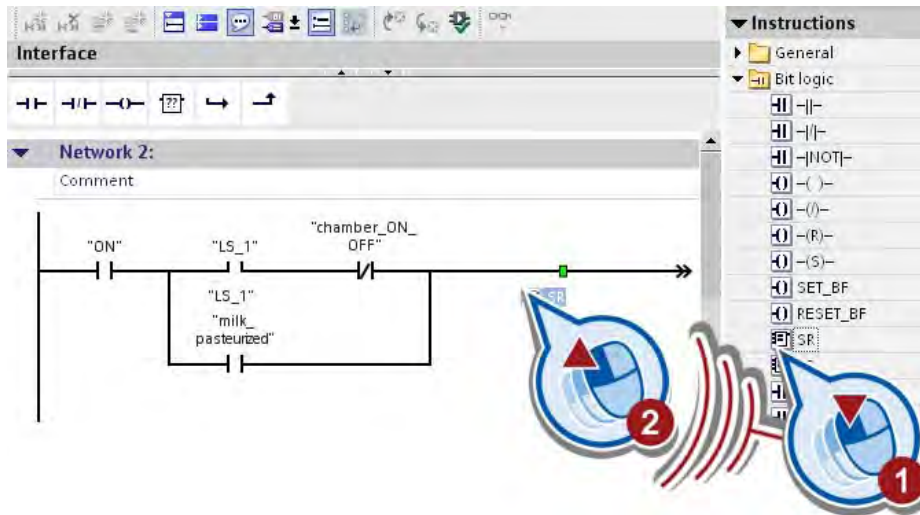 Interface
??
Network 2:
Comment
"ON"
"LS_1"
"chamber_ON_
OFF"
"LS_1"
"milk_
pasteurized"
SR
2
Instructions
General
Bit logic
-||-
-|/|-
-|NOT|-
-( )-
-(/)-
-(R)-
-(S)-
SET_BF
RESET_BF
SR
1